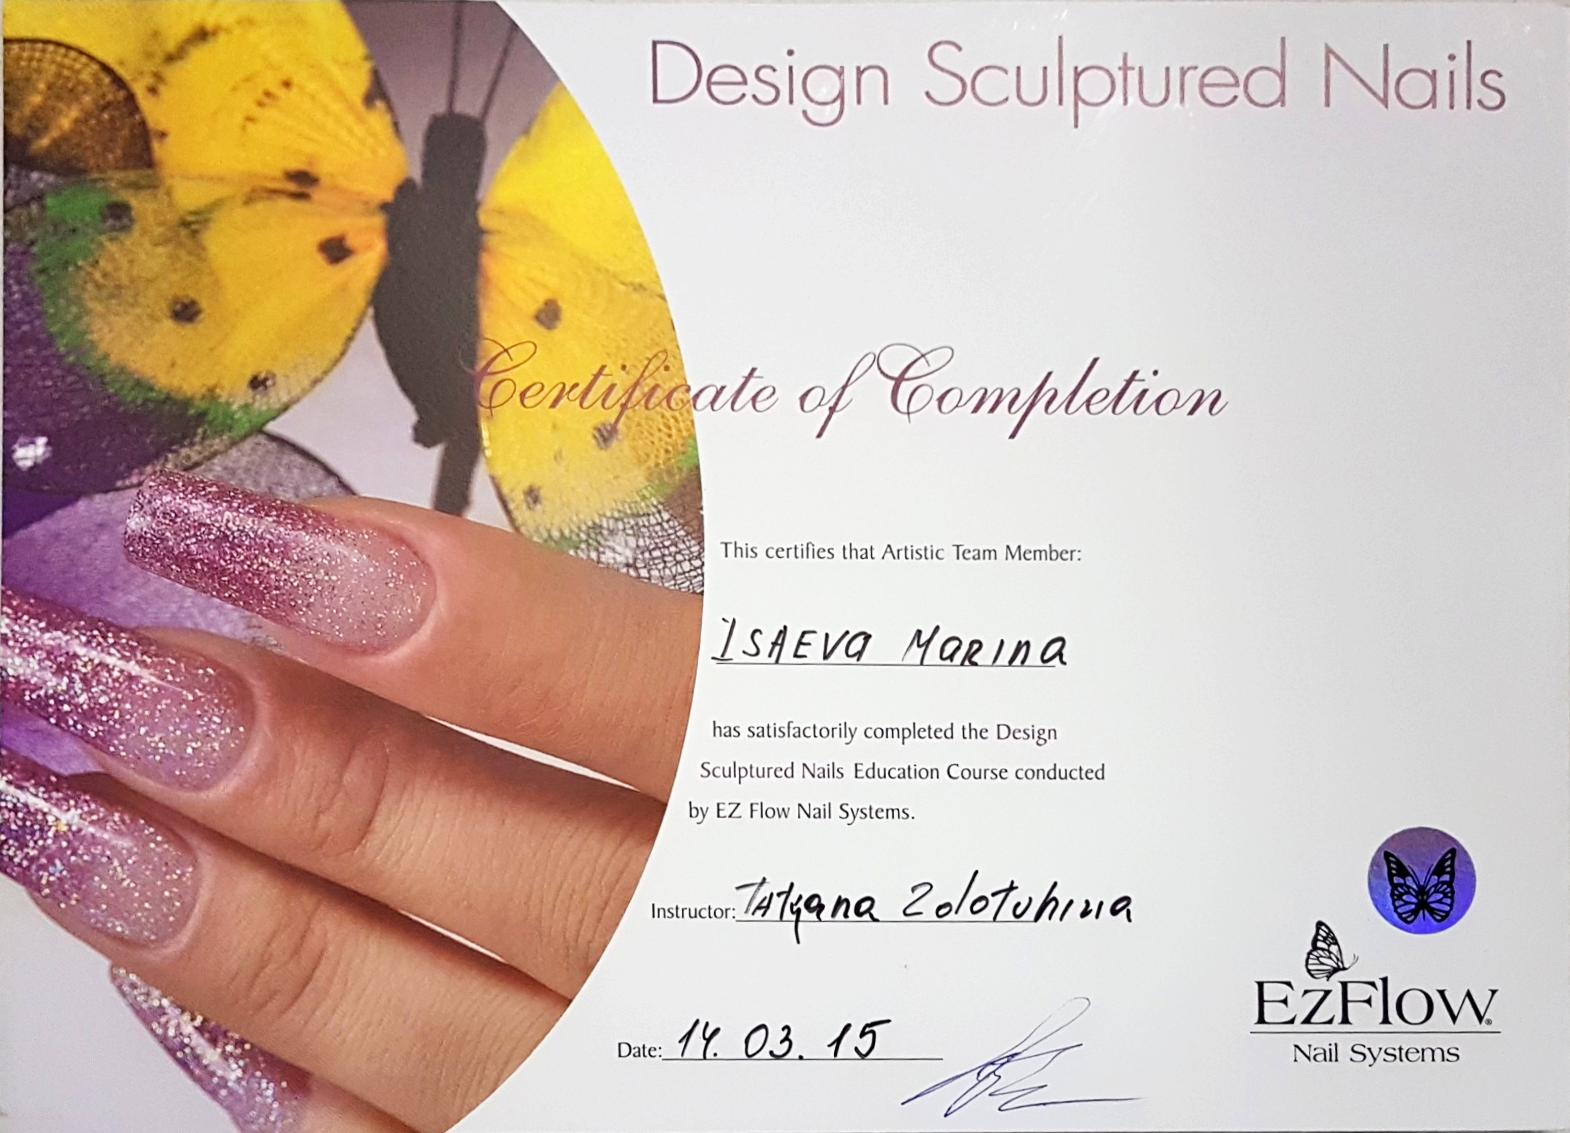 Design Sculptured Nails
Certificate of Completion
This certifies that Artistic Team Member:
ISAEVA MARINA
has satisfactorily completed the Design
Sculptured Nails Education Course conducted
by EZ Flow Nail Systems.
Instructor: Tatyana Zolotuhina
Date: 14. 03. 15
EzFlow®
Nail Systems